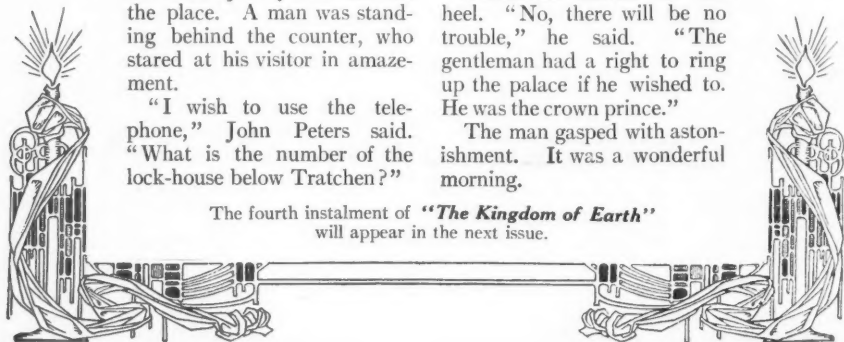 the place. A man was stand-
ing behind the counter, who
stared at his visitor in amaze-
ment.
"I wish to use the tele-
phone," John Peters said.
"What is the number of the
lock-house below Tratchen?"
heel. "No, there will be no
trouble," he said. "The
gentleman had a right to ring
up the palace if he wished to.
He was the crown prince."
The man gasped with aston-
ishment. It was a wonderful
morning.
The fourth instalment of "The Kingdom of Earth"
will appear in the next issue.